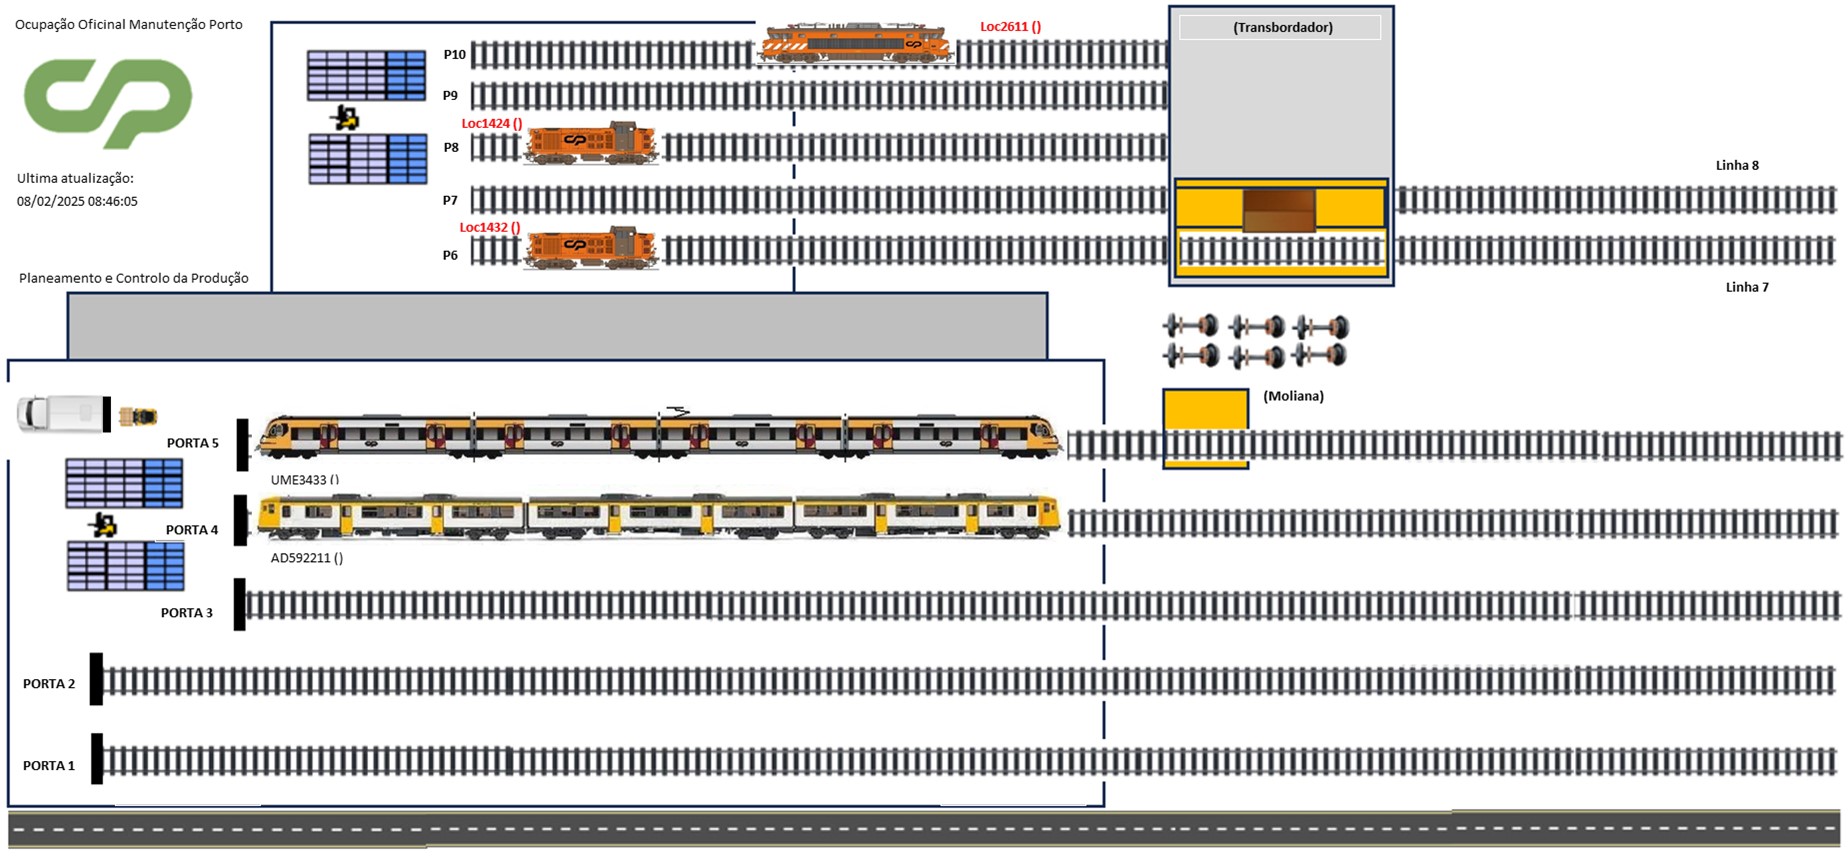 Ocupação Oficinal Manutenção Porto
Loc2611 ()
(Transbordador)
P10
P9
Loc1424 ()
P8
Linha 8
Ultima atualização:
08/02/2025 08:46:05
P7
Loc1432 ()
P6
Planeamento e Controlo da Produção
Linha 7
(Moliana)
PORTA 5
UME3433 ()
PORTA 4
AD592211 ()
PORTA 3
PORTA 2
PORTA 1